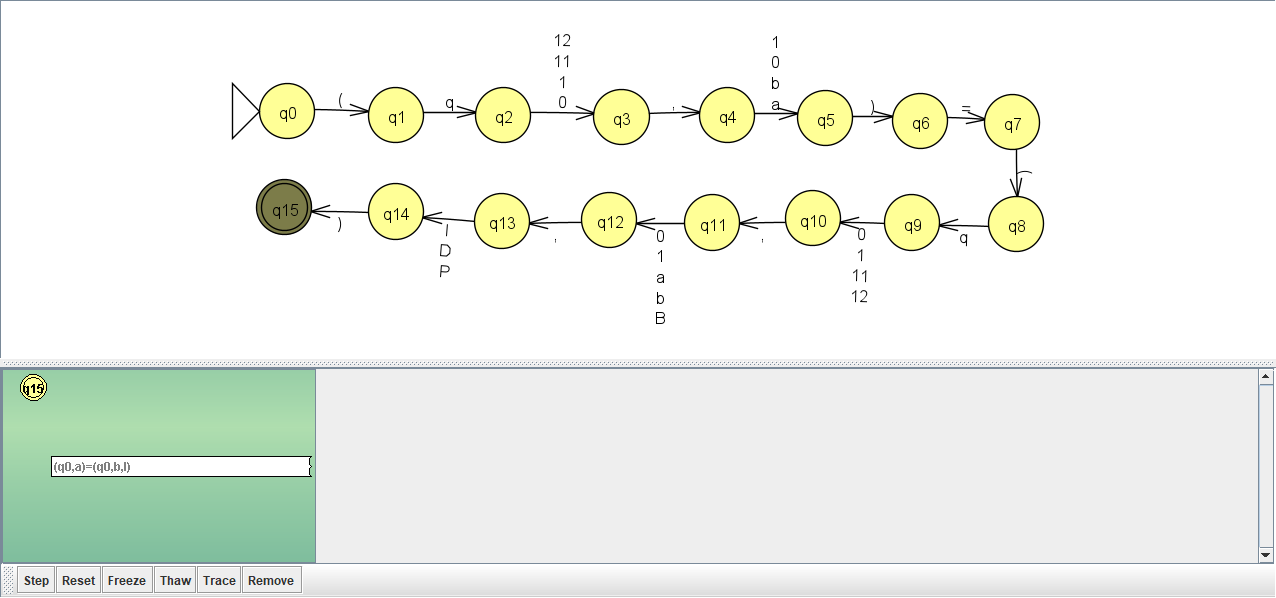 12
11
1
0
1
0
b
a
( q , ) =
q0 q1 q2 q3 q4 q5 q6 q7
(
q15 q14 q13 q12 q11 q10 q9 q8
) , , q
I
D
P
0
1
a
b
B
0
1
11
12
q15
(q0,a)=(q0,b,I)
Step Reset Freeze Thaw Trace Remove